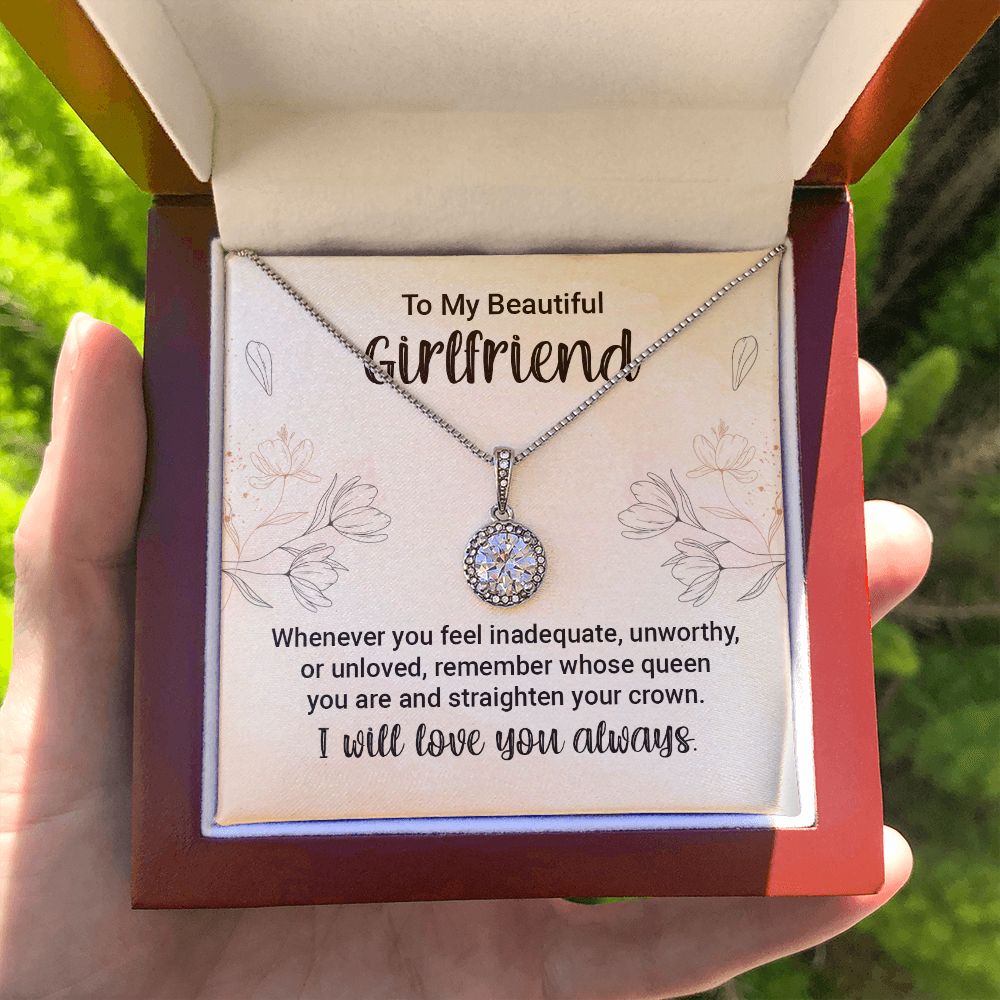 To My Beautiful
Girlfriend
Whenever you feel inadequate, unworthy,
or unloved, remember whose queen
you are and straighten your crown.
I will love you always.